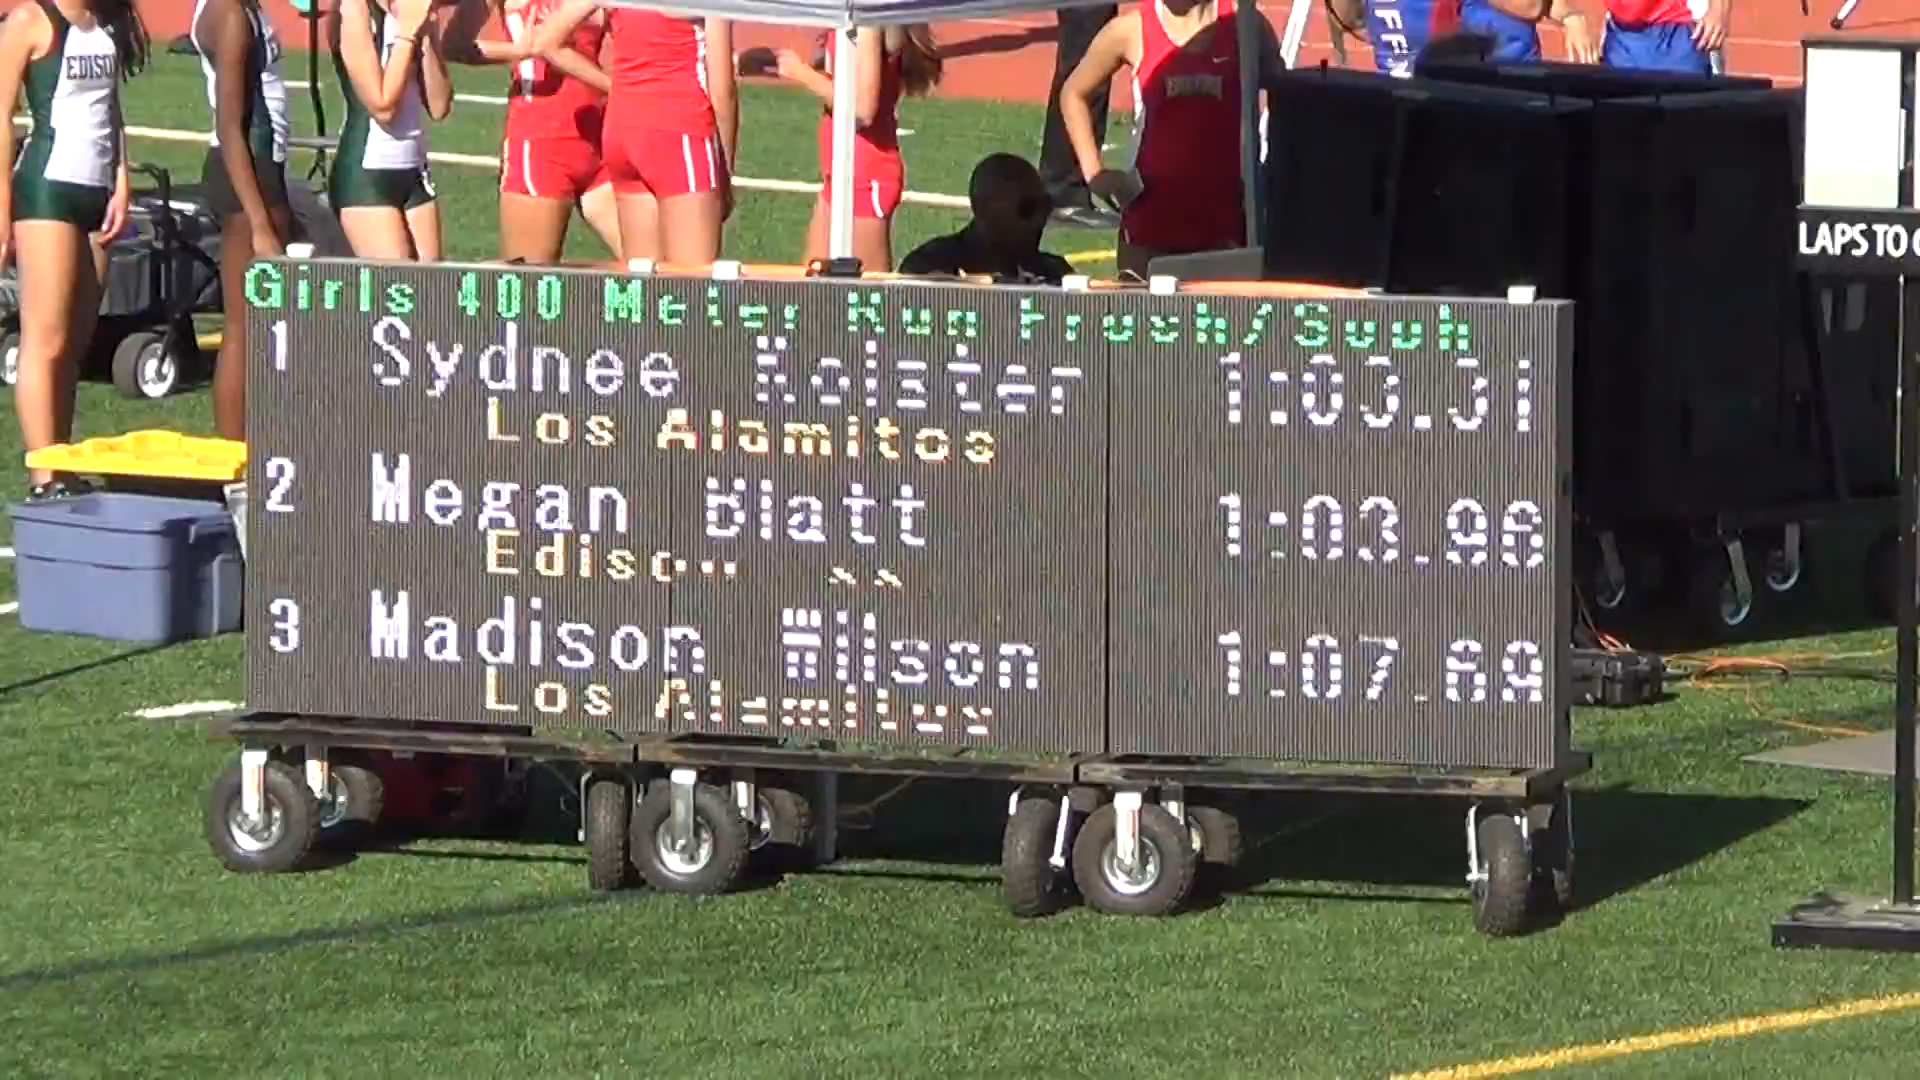 EDISON
LAPS TO
Girls 400 Meter Run Frosh/Soph
1 Sydnee Kolster 1:03.31
Los Alamitos
2 Megan Blatt 1:03.96
Edison
3 Madison Wilson 1:07.69
Los Alamitos